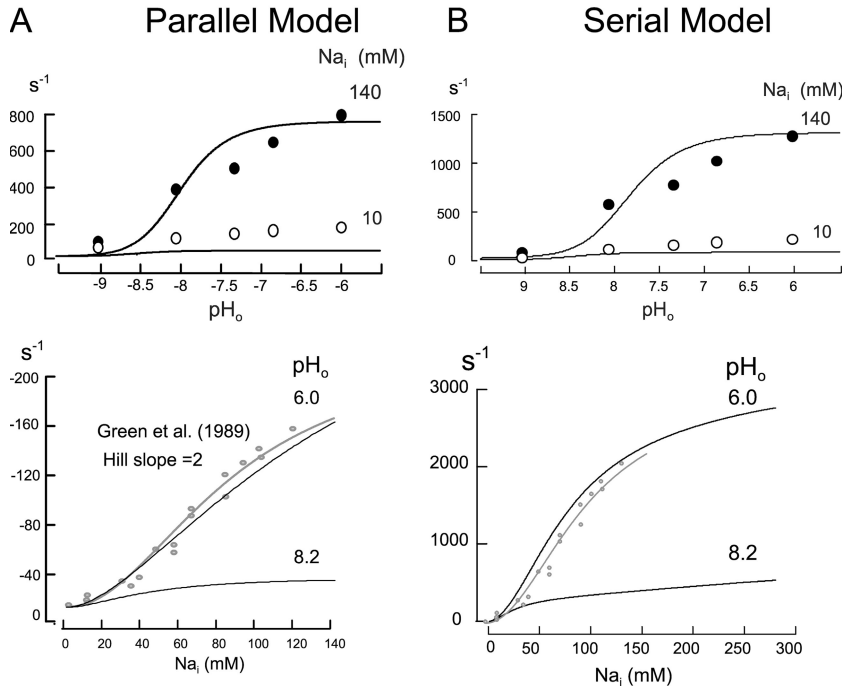 A Parallel Model
Na_i (mM)
s^-1
140
800
600
400
200
0
10
-9 -8.5 -8 -7.5 -7 -6.5 -6
pH_o
B Serial Model
Na_i (mM)
s^-1
140
1500
1000
500
0
10
9 8.5 8 7.5 7 6.5 6
pH_o
s^-1
pH_o
6.0
-200
-160
-120
-80
-40
0
Green et al. (1989)
Hill slope =2
8.2
0 20 40 60 80 100 120 140
Na_i (mM)
s^-1
pH_o
6.0
3000
2000
1000
0
8.2
0 50 100 150 200 250 300
Na_i (mM)